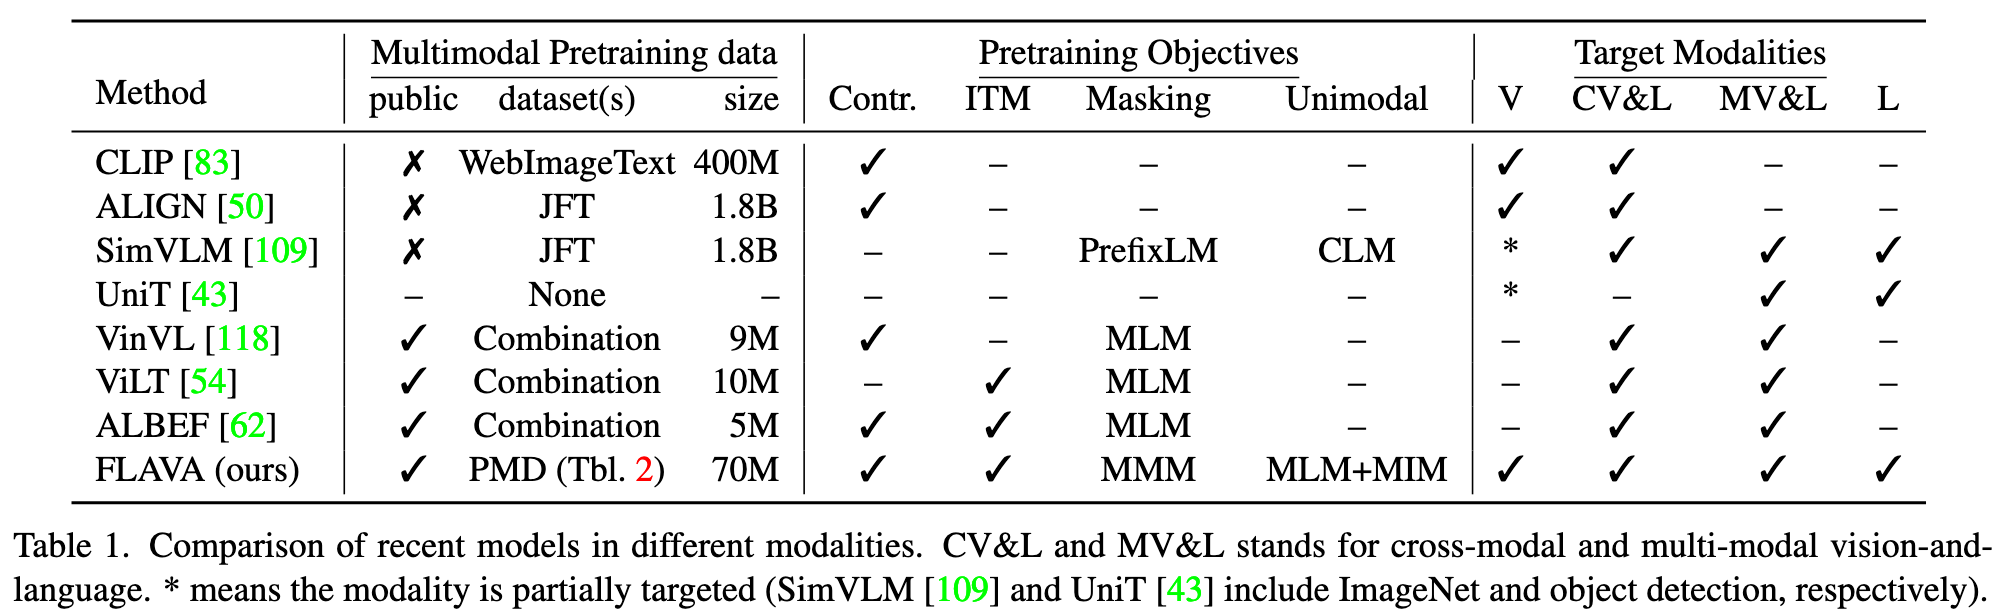 Multimodal Pretraining data Pretraining Objectives Target Modalities
Method public dataset(s) size Contr. ITM Masking Unimodal V CV&L MV&L L
CLIP [83] ✗ WebImageText 400M ✓ – – – ✓ ✓ – –
ALIGN [50] ✗ JFT 1.8B ✓ – – – ✓ ✓ – –
SimVLM [109] ✗ JFT 1.8B – – PrefixLM CLM * ✓ ✓ ✓
UniT [43] – None – – – – – * – ✓ ✓
VinVL [118] ✓ Combination 9M ✓ – MLM – – ✓ ✓ –
ViLT [54] ✓ Combination 10M – ✓ MLM – – ✓ ✓ –
ALBEF [62] ✓ Combination 5M ✓ ✓ MLM – – ✓ ✓ –
FLAVA (ours) ✓ PMD (Tbl. 2) 70M ✓ ✓ MMM MLM+MIM ✓ ✓ ✓ ✓
Table 1. Comparison of recent models in different modalities. CV&L and MV&L stands for cross-modal and multi-modal vision-and-
language. * means the modality is partially targeted (SimVLM [109] and UniT [43] include ImageNet and object detection, respectively).